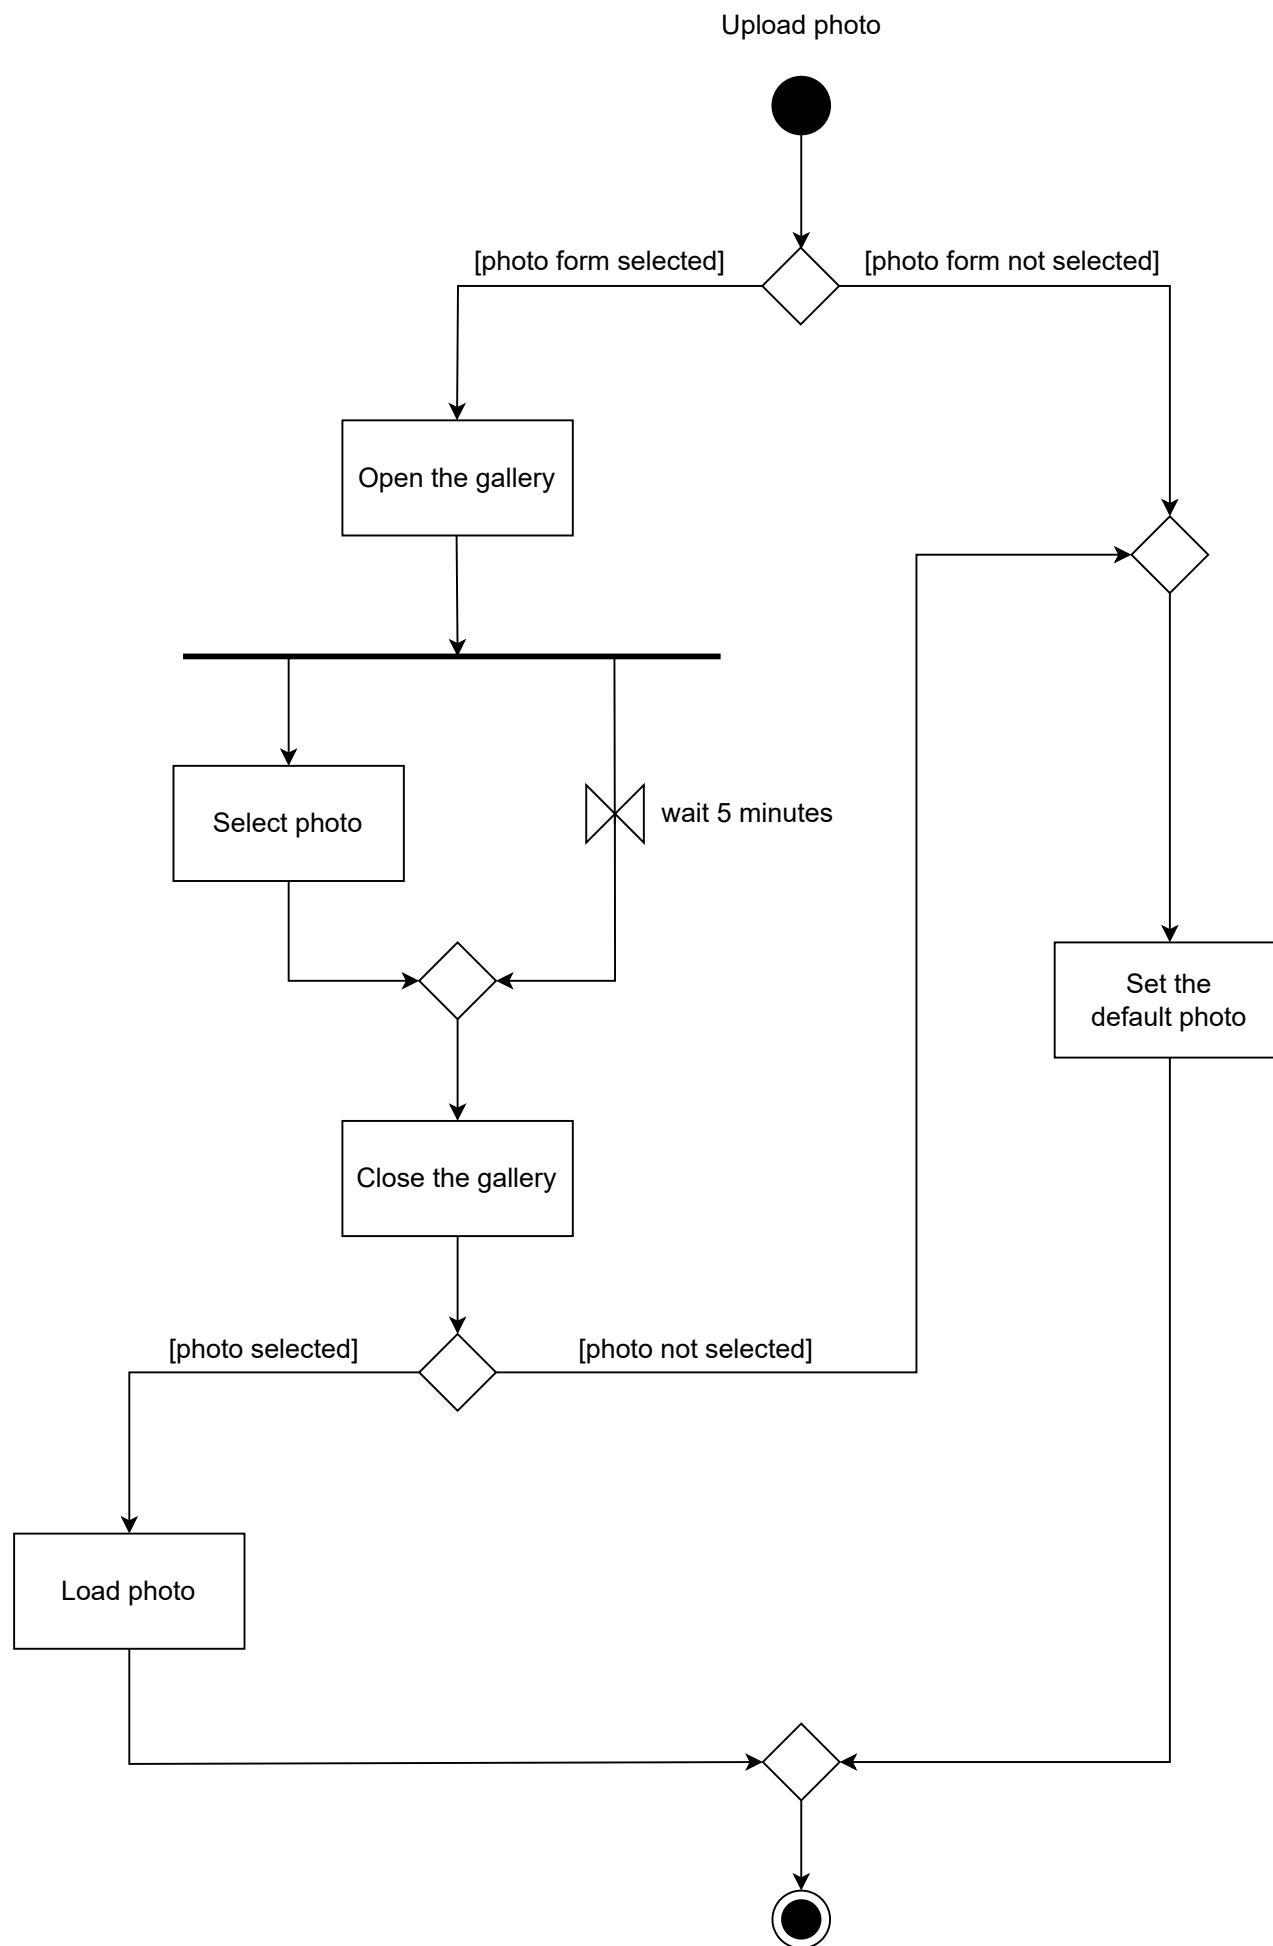 Upload photo
[photo form selected]
[photo form not selected]
Open the gallery
Select photo
wait 5 minutes
Set the
default photo
Close the gallery
[photo selected]
[photo not selected]
Load photo